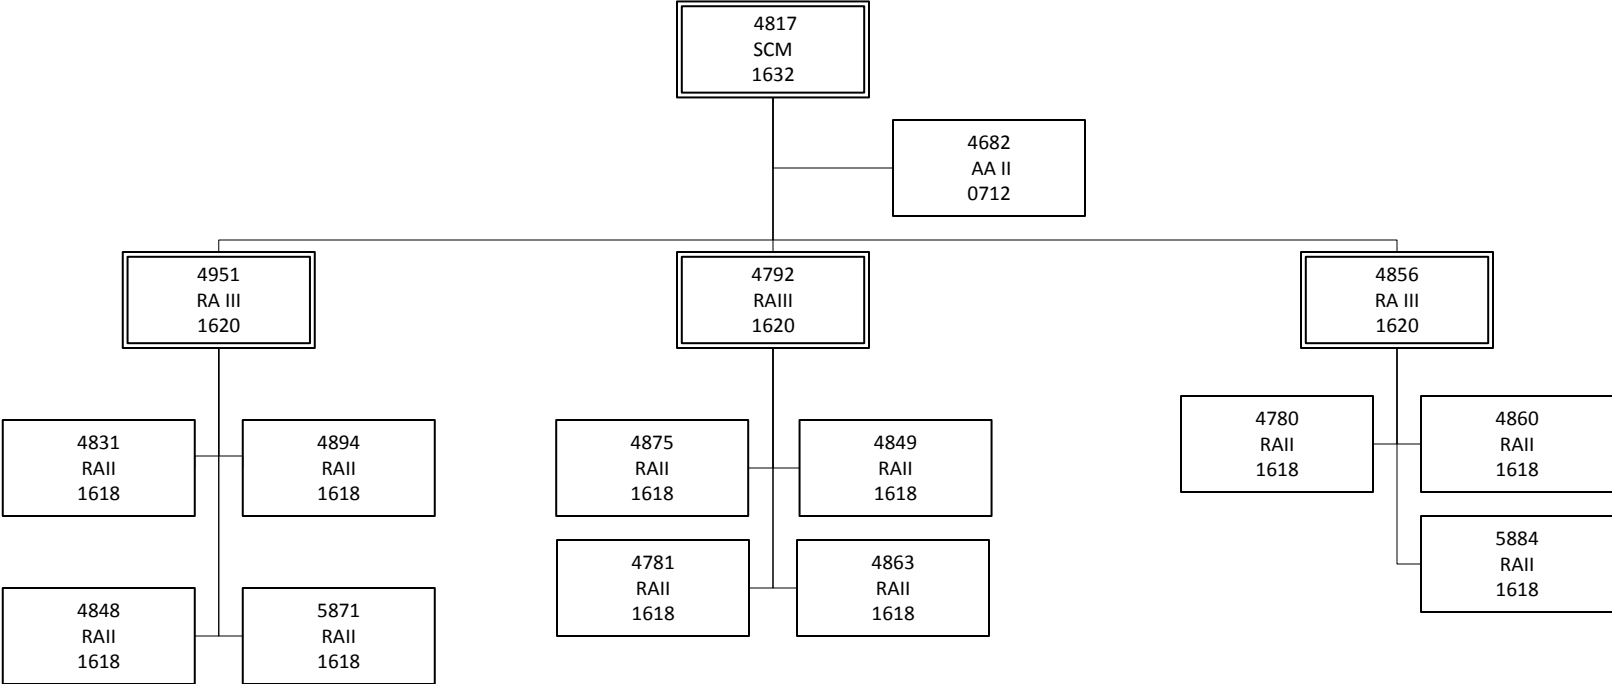 4817
SCM
1632
4682
AA II
0712
4951
RA III
1620
4792
RAIII
1620
4856
RA III
1620
4831
RAII
1618
4894
RAII
1618
4848
RAII
1618
5871
RAII
1618
4875
RAII
1618
4849
RAII
1618
4781
RAII
1618
4863
RAII
1618
4780
RAII
1618
4860
RAII
1618
5884
RAII
1618